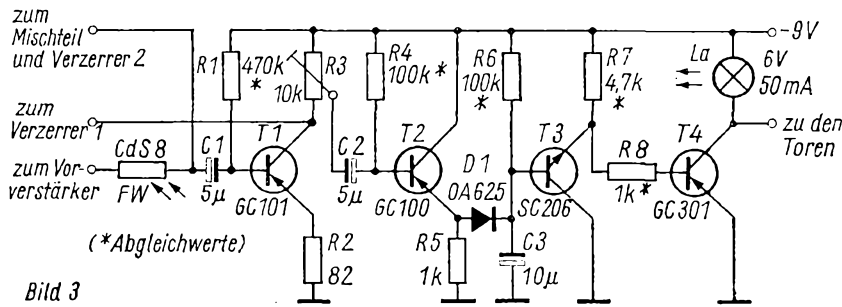 zum
Mischteil
und Verzerrer 2
zum
Verzerrer 1
CdS 8
zum Vor-
verstärker
FW
(*Abgleichwerte)
Bild 3
R1
470k
*
10k
R3
C1
5µ
T1
GC101
R2
82
R4
100k*
C2
5µ
T2
GC100
R5
1k
D1
OA625
R6
100k
*
C3
10µ
T3
SC206
R7
4,7k
*
R8
1k*
T4
GC301
La
6V
50mA
-9V
zu den
Toren